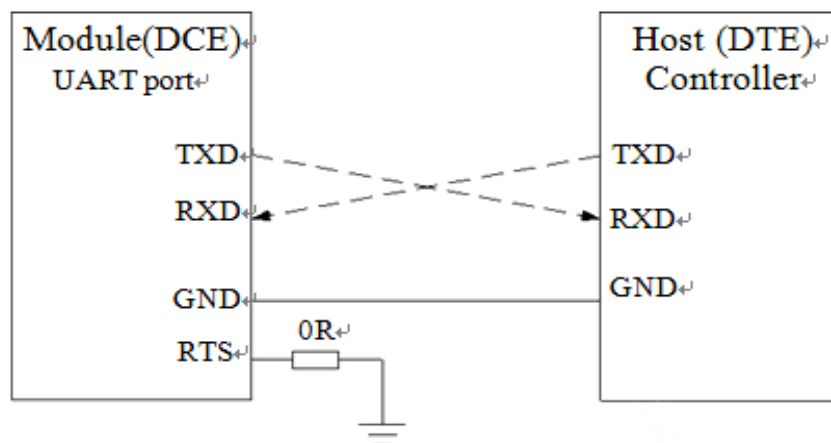 Module(DCE)↵
UART port↵
TXD↵
RXD↵
GND↵
RTS↵
0R↵
Host (DTE)↵
Controller↵
TXD↵
RXD↵
GND↵